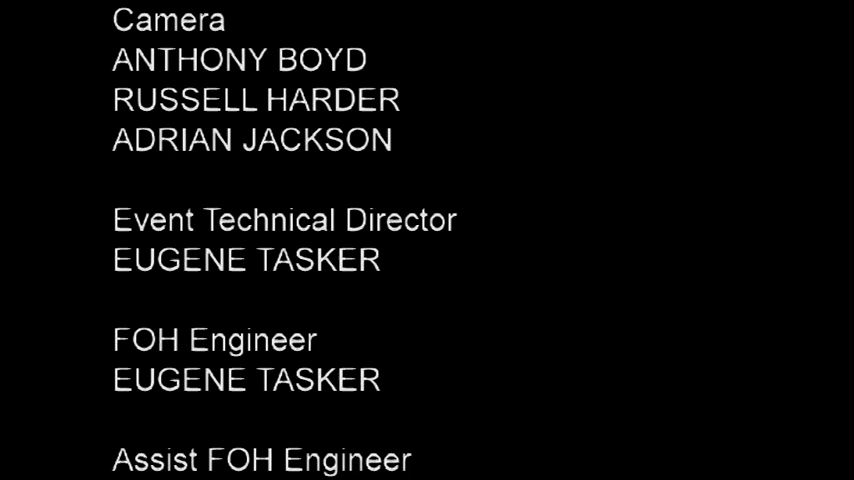 Camera
ANTHONY BOYD
RUSSELL HARDER
ADRIAN JACKSON
Event Technical Director
EUGENE TASKER
FOH Engineer
EUGENE TASKER
Assist FOH Engineer